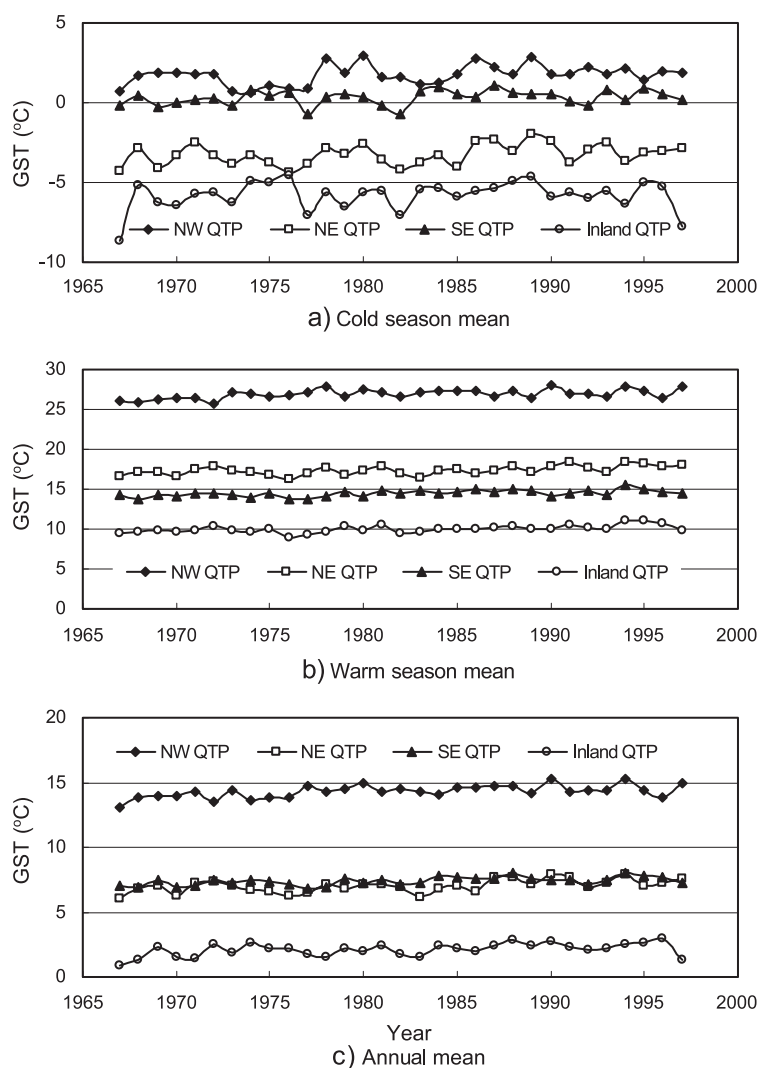 5
0
-5
-10
GST (ºC)
NW QTP NE QTP SE QTP Inland QTP
1965 1970 1975 1980 1985 1990 1995 2000
a) Cold season mean
30
25
20
15
10
5
0
GST (ºC)
NW QTP NE QTP SE QTP Inland QTP
1965 1970 1975 1980 1985 1990 1995 2000
b) Warm season mean
20
15
10
5
0
GST (ºC)
NW QTP NE QTP SE QTP Inland QTP
1965 1970 1975 1980 1985 1990 1995 2000
Year
c) Annual mean